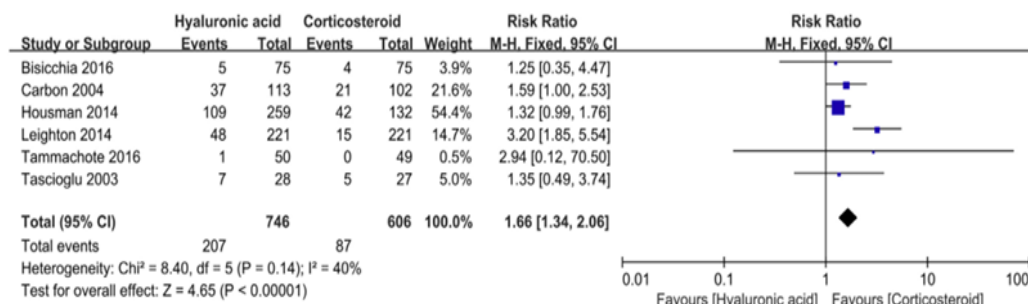 Hyaluronic acid Corticosteroid Risk Ratio Risk Ratio
Study or Subgroup Events Total Events Total Weight M-H, Fixed, 95% CI M-H, Fixed, 95% CI
Bisicchia 2016 5 75 4 75 3.9% 1.25 [0.35, 4.47]
Carbon 2004 37 113 21 102 21.6% 1.59 [1.00, 2.53]
Housman 2014 109 259 42 132 54.4% 1.32 [0.99, 1.76]
Leighton 2014 48 221 15 221 14.7% 3.20 [1.85, 5.54]
Tammachote 2016 1 50 0 49 0.5% 2.94 [0.12, 70.50]
Tascioglu 2003 7 28 5 27 5.0% 1.35 [0.49, 3.74]
Total (95% CI) 746 606 100.0% 1.66 [1.34, 2.06]
Total events 207 87
Heterogeneity: Chi² = 8.40, df = 5 (P = 0.14); I² = 40%
Test for overall effect: Z = 4.65 (P < 0.00001)
0.01 0.1 1 10 100
Favours [Hyaluronic acid] Favours [Corticosteroid]